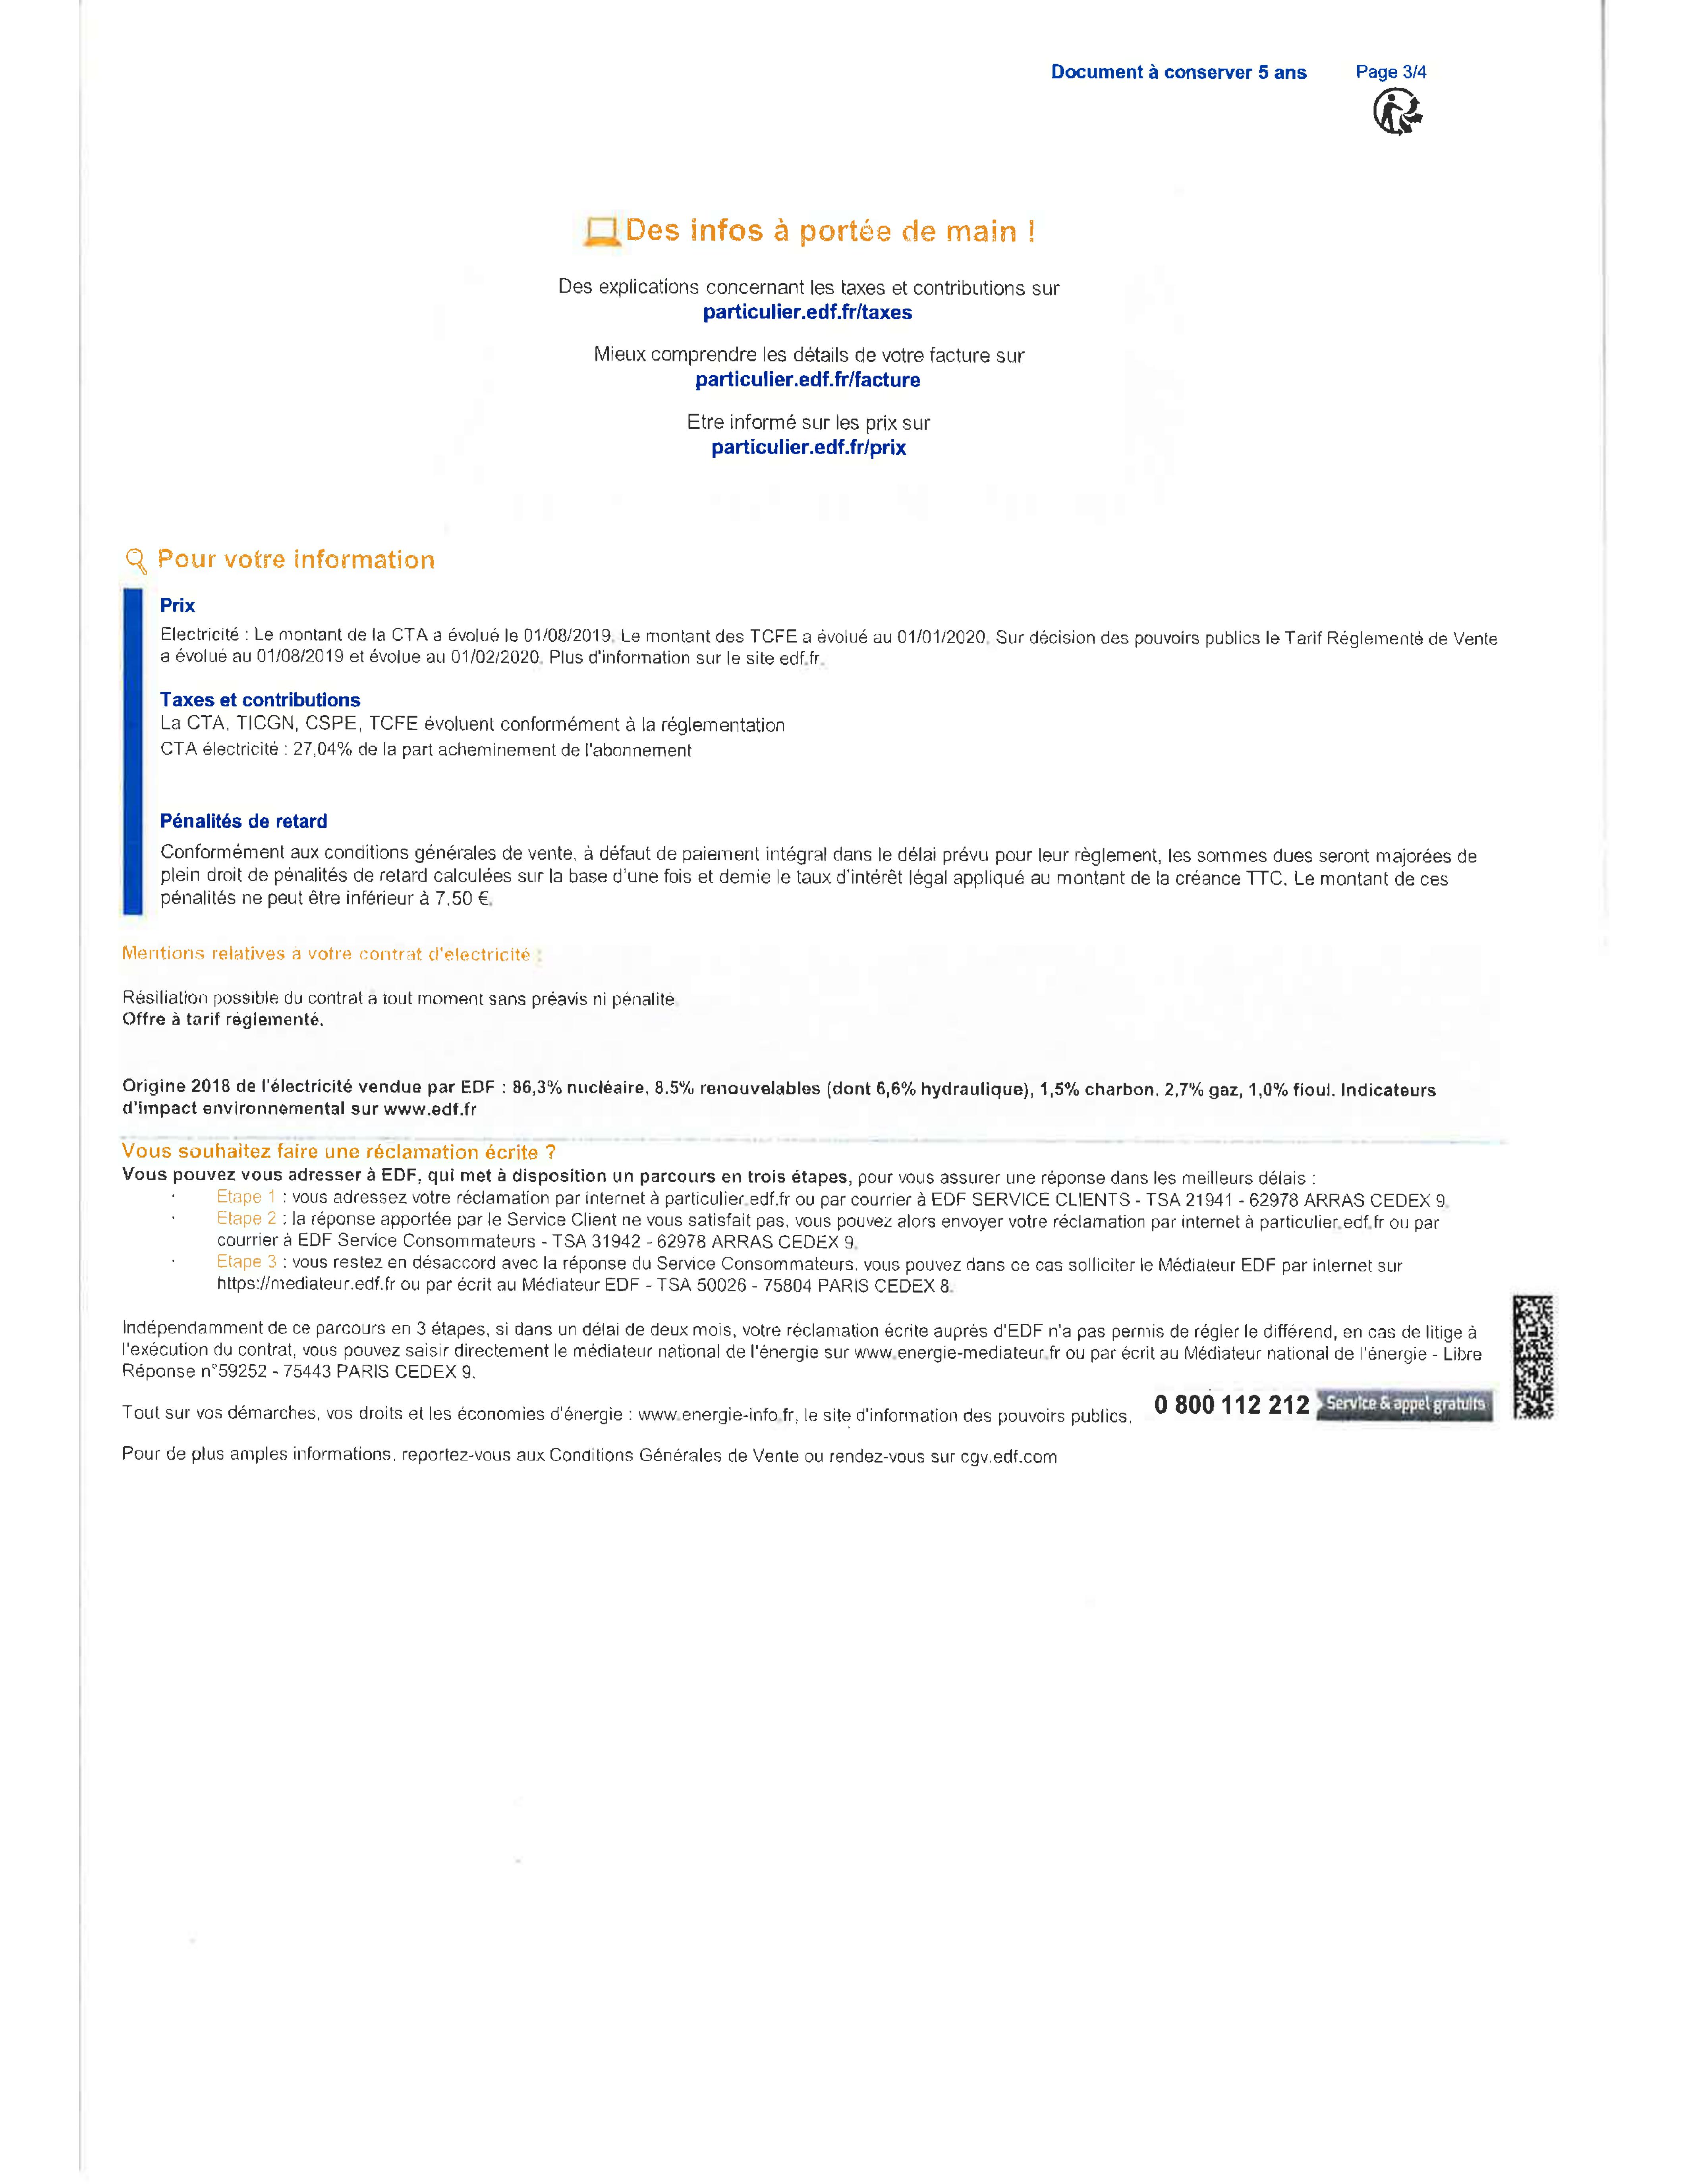 Document à conserver 5 ans Page 3/4
Des infos à portée de main !
Des explications concernant les taxes et contributions sur
particulier.edf.fr/taxes
Mieux comprendre les détails de votre facture sur
particulier.edf.fr/facture
Etre informé sur les prix sur
particulier.edf.fr/prix
Pour votre information
Prix
Electricité : Le montant de la CTA a évolué le 01/08/2019. Le montant des TCFE a évolué au 01/01/2020. Sur décision des pouvoirs publics le Tarif Réglementé de Vente
a évolué au 01/08/2019 et évolue au 01/02/2020. Plus d'information sur le site edf.fr.
Taxes et contributions
La CTA, TICGN, CSPE, TCFE évoluent conformément à la réglementation
CTA électricité : 27,04% de la part acheminement de l'abonnement
Pénalités de retard
Conformément aux conditions générales de vente, à défaut de paiement intégral dans le délai prévu pour leur règlement, les sommes dues seront majorées de
plein droit de pénalités de retard calculées sur la base d'une fois et demie le taux d'intérêt légal appliqué au montant de la créance TTC. Le montant de ces
pénalités ne peut être inférieur à 7.50 €.
Mentions relatives à votre contrat d'électricité :
Résiliation possible du contrat à tout moment sans préavis ni pénalité.
Offre à tarif réglementé.
Origine 2018 de l'électricité vendue par EDF : 86,3% nucléaire, 8.5% renouvelables (dont 6,6% hydraulique), 1,5% charbon, 2,7% gaz, 1,0% fioul. Indicateurs
d'impact environnemental sur www.edf.fr
Vous souhaitez faire une réclamation écrite ?
Vous pouvez vous adresser à EDF, qui met à disposition un parcours en trois étapes, pour vous assurer une réponse dans les meilleurs délais :
· Etape 1 : vous adressez votre réclamation par internet à particulier.edf.fr ou par courrier à EDF SERVICE CLIENTS - TSA 21941 - 62978 ARRAS CEDEX 9.
· Etape 2 : la réponse apportée par le Service Client ne vous satisfait pas, vous pouvez alors envoyer votre réclamation par internet à particulier.edf.fr ou par
courrier à EDF Service Consommateurs - TSA 31942 - 62978 ARRAS CEDEX 9.
· Etape 3 : vous restez en désaccord avec la réponse du Service Consommateurs, vous pouvez dans ce cas solliciter le Médiateur EDF par internet sur
https://mediateur.edf.fr ou par écrit au Médiateur EDF - TSA 50026 - 75804 PARIS CEDEX 8.
Indépendamment de ce parcours en 3 étapes, si dans un délai de deux mois, votre réclamation écrite auprès d'EDF n'a pas permis de régler le différend, en cas de litige à
l'exécution du contrat, vous pouvez saisir directement le médiateur national de l'énergie sur www.energie-mediateur.fr ou par écrit au Médiateur national de l'énergie - Libre
Réponse n°59252 - 75443 PARIS CEDEX 9.
Tout sur vos démarches, vos droits et les économies d'énergie : www.energie-info.fr, le site d'information des pouvoirs publics. 0 800 112 212 Service & appel gratuits
Pour de plus amples informations, reportez-vous aux Conditions Générales de Vente ou rendez-vous sur cgv.edf.com